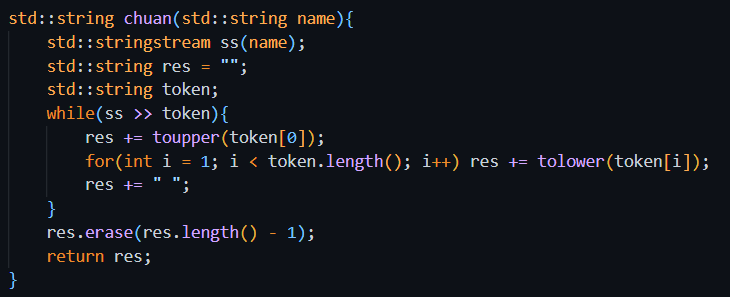 std::string chuan(std::string name){
    std::stringstream ss(name);
    std::string res = "";
    std::string token;
    while(ss >> token){
        res += toupper(token[0]);
        for(int i = 1; i < token.length(); i++) res += tolower(token[i]);
        res += " ";
    }
    res.erase(res.length() - 1);
    return res;
}